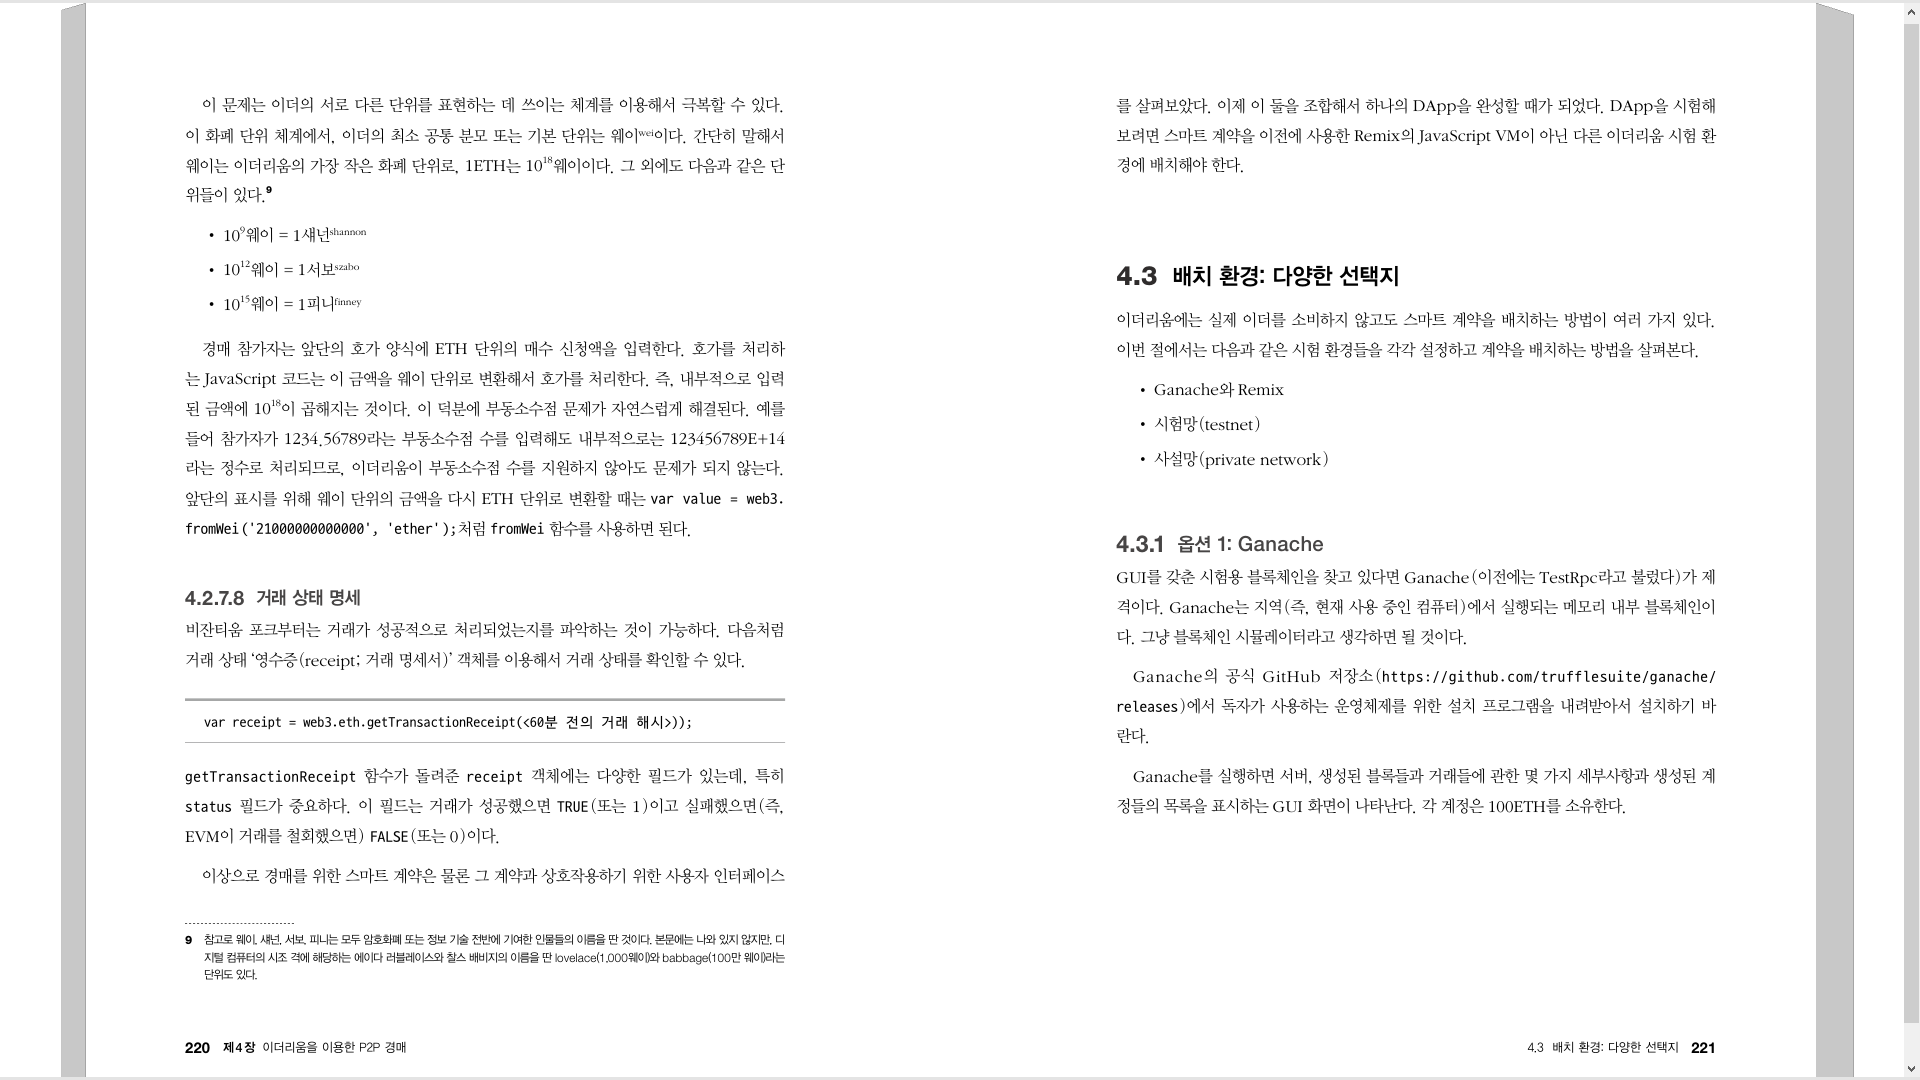 이 문제는 이더의 서로 다른 단위를 표현하는 데 쓰이는 체계를 이용해서 극복할 수 있다.
이 화폐 단위 체계에서, 이더의 최소 공통 분모 또는 기본 단위는 웨이wei이다. 간단히 말해서
웨이는 이더리움의 가장 작은 화폐 단위로, 1ETH는 10^18웨이이다. 그 외에도 다음과 같은 단
위들이 있다.9
• 10^9웨이 = 1섀넌shannon
• 10^12웨이 = 1서보szabo
• 10^15웨이 = 1피니finney
경매 참가자는 앞단의 호가 양식에 ETH 단위의 매수 신청액을 입력한다. 호가를 처리하
는 JavaScript 코드는 이 금액을 웨이 단위로 변환해서 호가를 처리한다. 즉, 내부적으로 입력
된 금액에 10^18이 곱해지는 것이다. 이 덕분에 부동소수점 문제가 자연스럽게 해결된다. 예를
들어 참가자가 1234.56789라는 부동소수점 수를 입력해도 내부적으로는 123456789E+14
라는 정수로 처리되므로, 이더리움이 부동소수점 수를 지원하지 않아도 문제가 되지 않는다.
앞단의 표시를 위해 웨이 단위의 금액을 다시 ETH 단위로 변환할 때는 var value = web3.
fromWei('21000000000000', 'ether');처럼 fromWei 함수를 사용하면 된다.
4.2.7.8 거래 상태 명세
비잔티움 포크부터는 거래가 성공적으로 처리되었는지를 파악하는 것이 가능하다. 다음처럼
거래 상태 ‘영수증(receipt; 거래 명세서)’ 객체를 이용해서 거래 상태를 확인할 수 있다.
var receipt = web3.eth.getTransactionReceipt(<60분 전의 거래 해시>));
getTransactionReceipt 함수가 돌려준 receipt 객체에는 다양한 필드가 있는데, 특히
status 필드가 중요하다. 이 필드는 거래가 성공했으면 TRUE(또는 1)이고 실패했으면(즉,
EVM이 거래를 철회했으면) FALSE(또는 0)이다.
이상으로 경매를 위한 스마트 계약은 물론 그 계약과 상호작용하기 위한 사용자 인터페이스
9 참고로 웨이, 섀넌, 서보, 피니는 모두 암호화폐 또는 정보 기술 전반에 기여한 인물들의 이름을 딴 것이다. 본문에는 나와 있지 않지만, 디
지털 컴퓨터의 시조 격에 해당하는 에이다 러블레이스와 찰스 배비지의 이름을 딴 lovelace(1,000웨이)와 babbage(100만 웨이)라는
단위도 있다.
220 제4장 이더리움을 이용한 P2P 경매
를 살펴보았다. 이제 이 둘을 조합해서 하나의 DApp을 완성할 때가 되었다. DApp을 시험해
보려면 스마트 계약을 이전에 사용한 Remix의 JavaScript VM이 아닌 다른 이더리움 시험 환
경에 배치해야 한다.
4.3 배치 환경: 다양한 선택지
이더리움에는 실제 이더를 소비하지 않고도 스마트 계약을 배치하는 방법이 여러 가지 있다.
이번 절에서는 다음과 같은 시험 환경들을 각각 설정하고 계약을 배치하는 방법을 살펴본다.
• Ganache와 Remix
• 시험망(testnet)
• 사설망(private network)
4.3.1 옵션 1: Ganache
GUI를 갖춘 시험용 블록체인을 찾고 있다면 Ganache(이전에는 TestRpc라고 불렀다)가 제
격이다. Ganache는 지역(즉, 현재 사용 중인 컴퓨터)에서 실행되는 메모리 내부 블록체인이
다. 그냥 블록체인 시뮬레이터라고 생각하면 될 것이다.
Ganache의 공식 GitHub 저장소(https://github.com/trufflesuite/ganache/
releases)에서 독자가 사용하는 운영체제를 위한 설치 프로그램을 내려받아서 설치하기 바
란다.
Ganache를 실행하면 서버, 생성된 블록들과 거래들에 관한 몇 가지 세부사항과 생성된 계
정들의 목록을 표시하는 GUI 화면이 나타난다. 각 계정은 100ETH를 소유한다.
4.3 배치 환경: 다양한 선택지 221